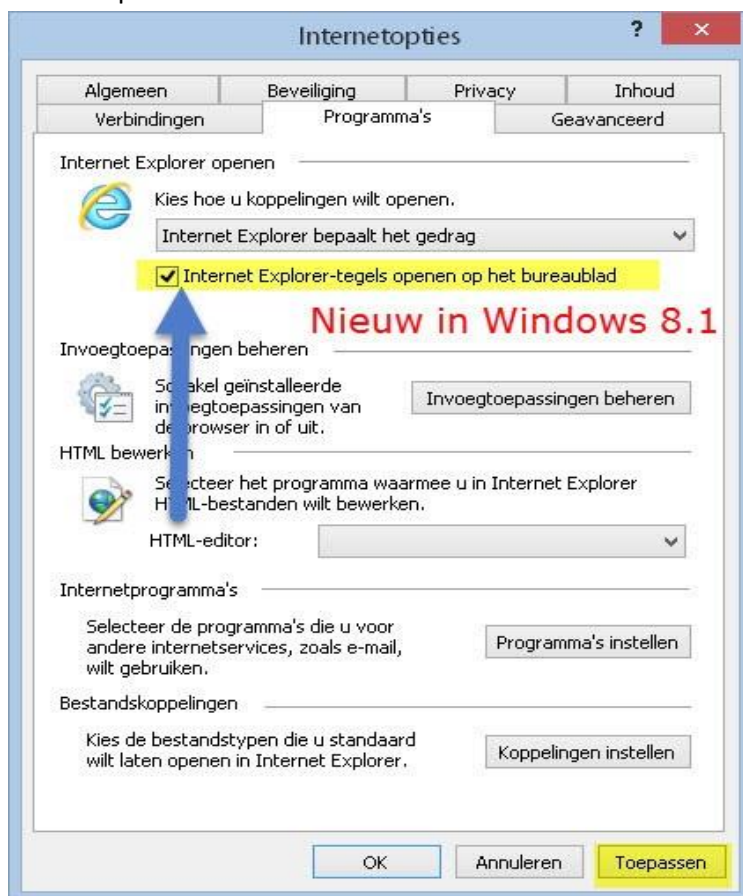 Internetopties
?
Algemeen Beveiliging Privacy Inhoud
Verbindingen Programma's Geavanceerd
Internet Explorer openen
Kies hoe u koppelingen wilt openen.
Internet Explorer bepaalt het gedrag
Internet Explorer-tegels openen op het bureaublad
Nieuw in Windows 8.1
beheren
geïnstalleerde
van
in of uit.
Invoegtoepassingen beheren
HTML
het programma waarmee u in Internet Explorer
wilt bewerken.
HTML-editor:
Internetprogramma's
Selecteer de programma's die u voor
andere internetservices, zoals e-mail,
wilt gebruiken.
Programma's instellen
Bestandskoppelingen
Kies de bestandstypen die u standaard
wilt laten openen in Internet Explorer.
Koppelingen instellen
OK Annuleren Toepassen